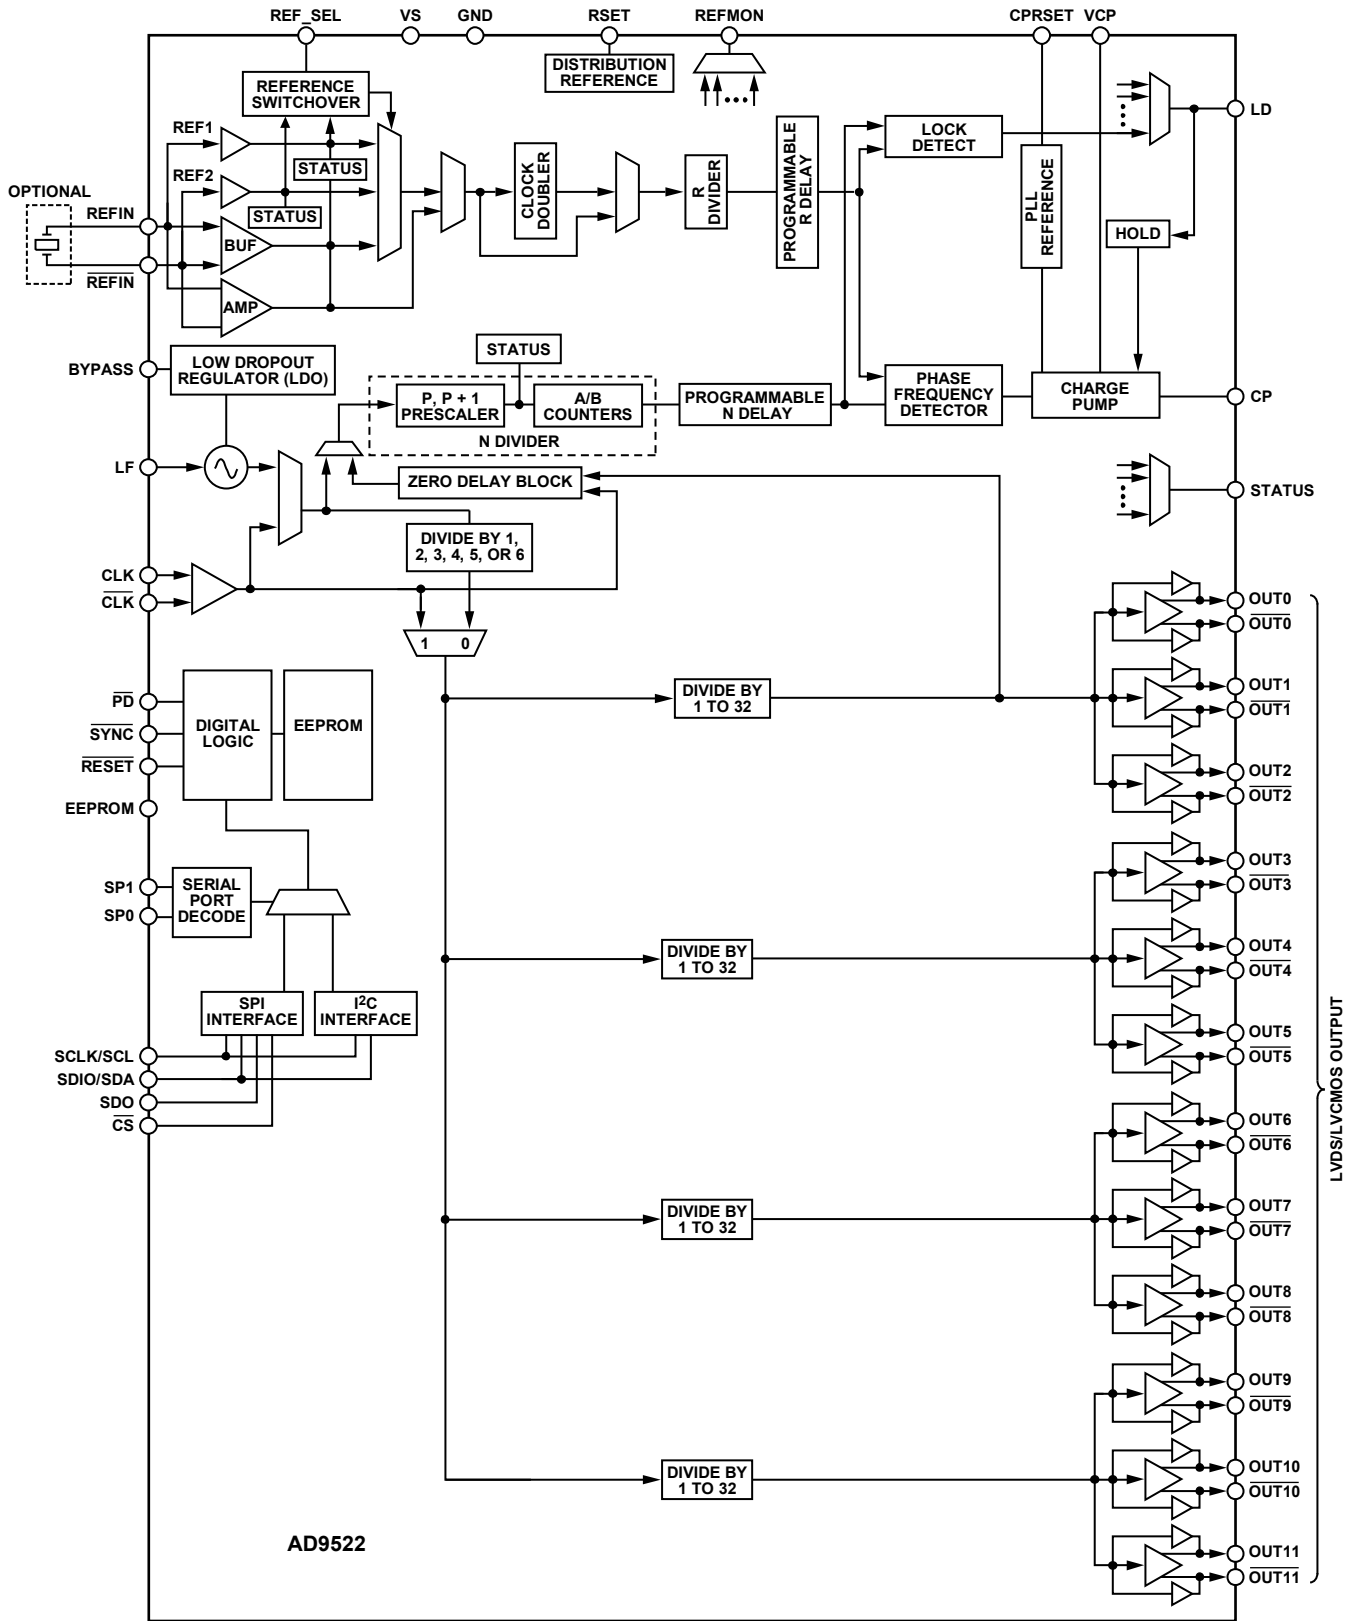 REF_SEL
VS
GND
RSET
REFMON
CPRSET
VCP
DISTRIBUTION
REFERENCE
REFERENCE
SWITCHOVER
REF1
REF2
STATUS
STATUS
BUF
AMP
CLOCK
DOUBLER
R
DIVIDER
PROGRAMMABLE
R DELAY
LOCK
DETECT
PLL
REFERENCE
HOLD
LD
OPTIONAL
REFIN
REFIN
BYPASS
LOW DROPOUT
REGULATOR (LDO)
STATUS
P, P + 1
PRESCALER
A/B
COUNTERS
N DIVIDER
PROGRAMMABLE
N DELAY
PHASE
FREQUENCY
DETECTOR
CHARGE
PUMP
CP
LF
ZERO DELAY BLOCK
STATUS
DIVIDE BY 1,
2, 3, 4, 5, OR 6
CLK
CLK
1 0
PD
SYNC
RESET
EEPROM
DIGITAL
LOGIC
EEPROM
SP1
SP0
SERIAL
PORT
DECODE
SPI
INTERFACE
I2C
INTERFACE
SCLK/SCL
SDIO/SDA
SDO
CS
DIVIDE BY
1 TO 32
DIVIDE BY
1 TO 32
DIVIDE BY
1 TO 32
DIVIDE BY
1 TO 32
OUT0
OUT0
OUT1
OUT1
OUT2
OUT2
OUT3
OUT3
OUT4
OUT4
OUT5
OUT5
OUT6
OUT6
OUT7
OUT7
OUT8
OUT8
OUT9
OUT9
OUT10
OUT10
OUT11
OUT11
LVDS/LVCMOS OUTPUT
AD9522